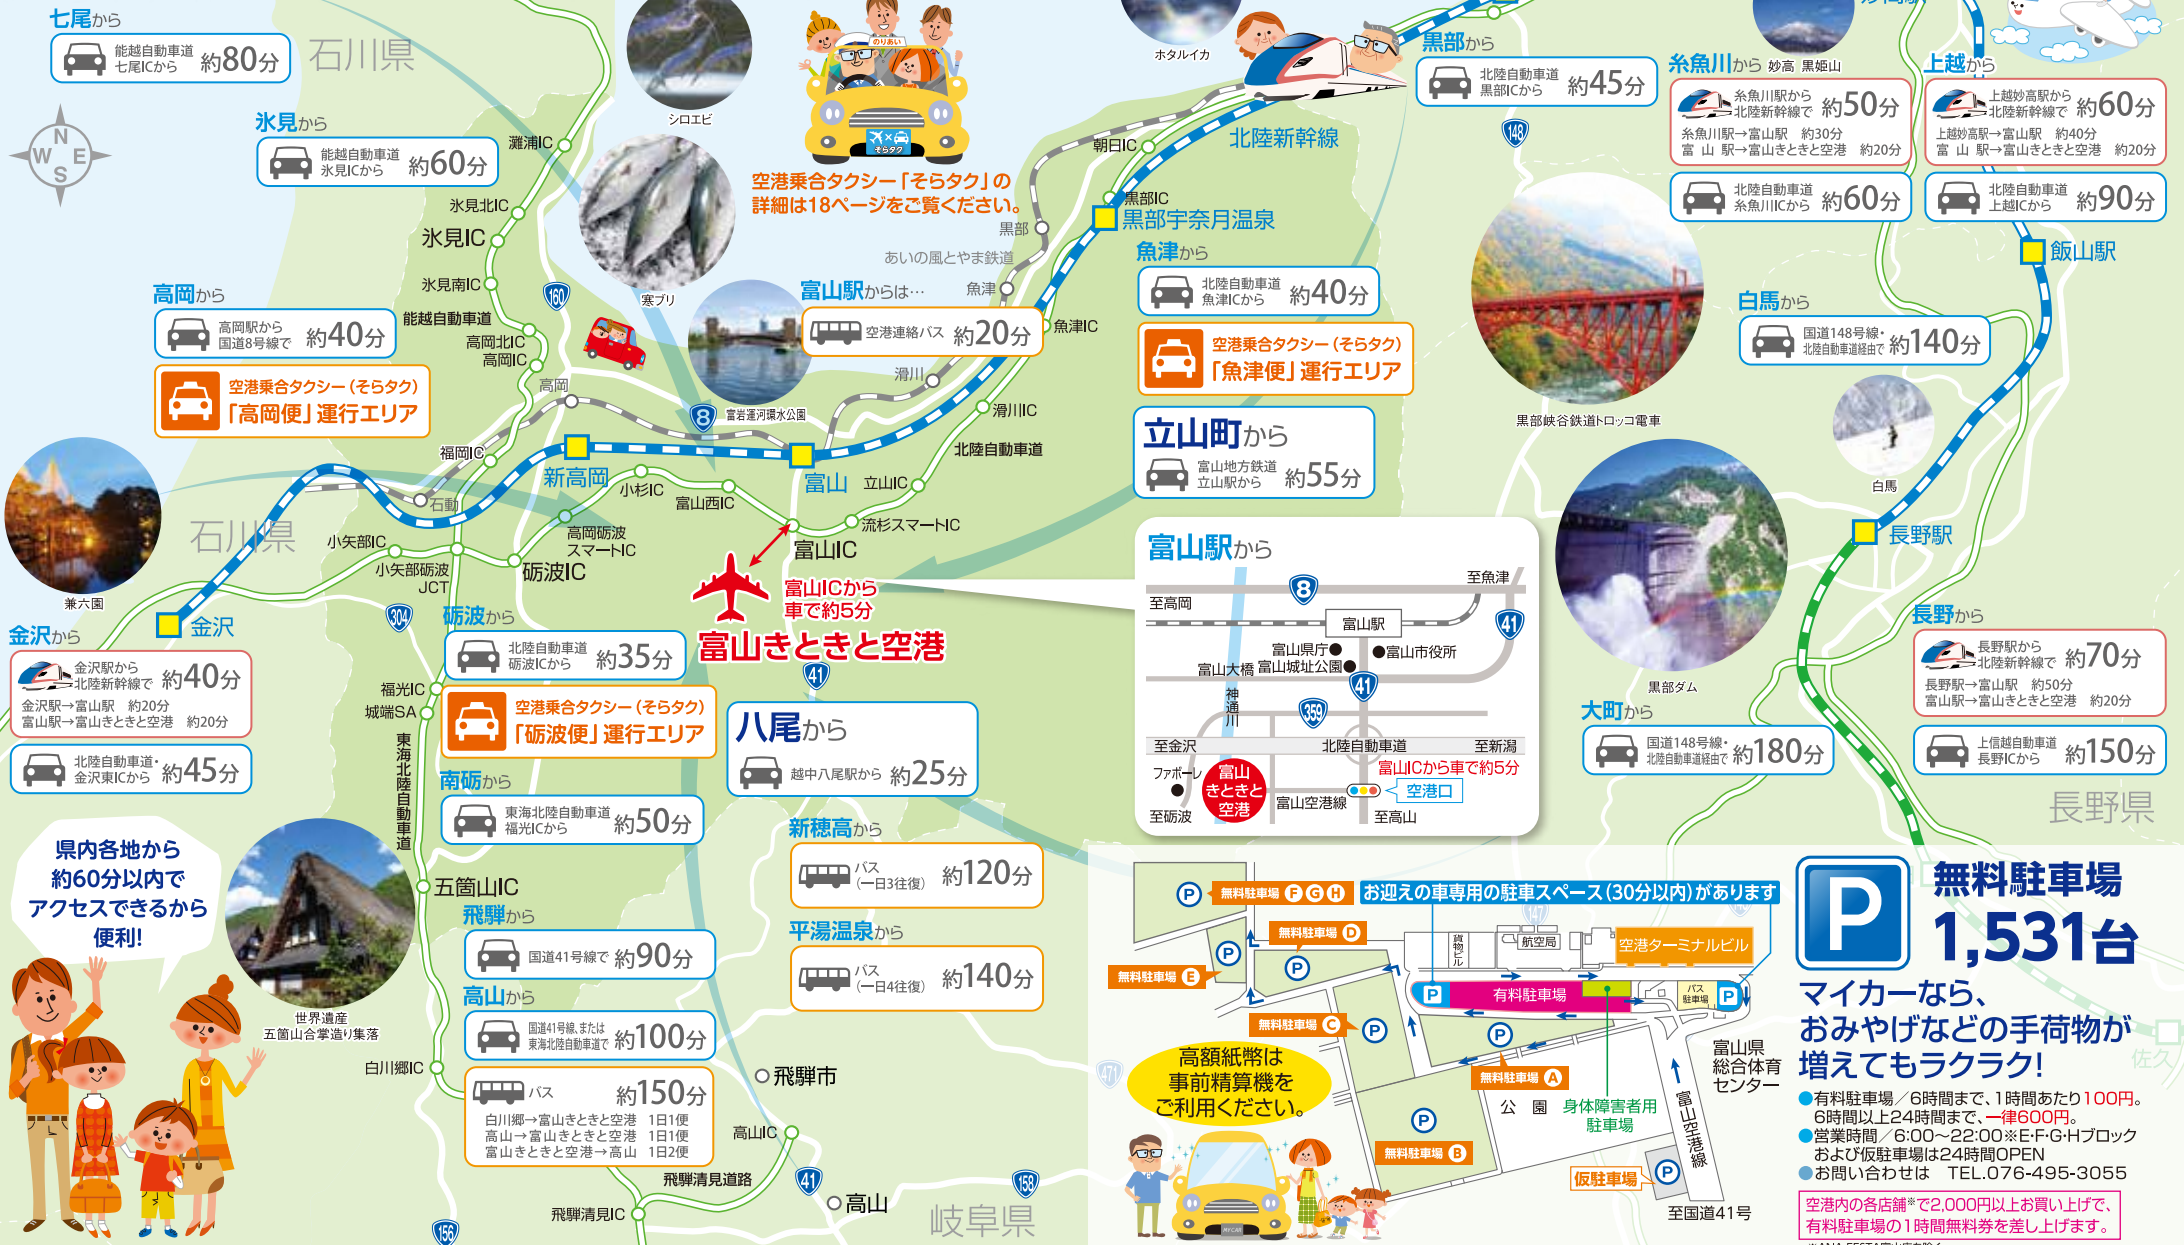 七尾から
能越自動車道
七尾ICから 約80分
石川県
N
W E
S
氷見から
能越自動車道
氷見ICから 約60分
灘浦IC
氷見北IC
氷見IC
氷見南IC
能越自動車道
高岡北IC
高岡IC
シロエビ
寒ブリ
のりあい
そらタク
空港乗合タクシー「そらタク」の
詳細は18ページをご覧ください。
ホタルイカ
北陸新幹線
朝日IC
黒部IC
黒部宇奈月温泉
黒部
あいの風とやま鉄道
魚津
魚津IC
黒部から
北陸自動車道
黒部ICから 約45分
148
糸魚川から
糸魚川駅から
北陸新幹線で 約50分
糸魚川駅→富山駅 約30分
富山駅→富山きときと空港 約20分
北陸自動車道
糸魚川ICから 約60分
妙高 黒姫山
上越から
上越妙高駅から
北陸新幹線で 約60分
上越妙高駅→富山駅 約40分
富山駅→富山きときと空港 約20分
北陸自動車道
上越ICから 約90分
飯山駅
高岡から
高岡駅から
国道8号線で 約40分
空港乗合タクシー(そらタク)
「高岡便」運行エリア
160
富山駅からは…
空港連絡バス 約20分
富岩運河環水公園
8
高岡
福岡IC
石動
新高岡
富山
滑川
滑川IC
北陸自動車道
立山IC
流杉スマートIC
小杉IC
富山西IC
高岡砺波
スマートIC
富山IC
魚津から
北陸自動車道
魚津ICから 約40分
空港乗合タクシー(そらタク)
「魚津便」運行エリア
立山町から
富山地方鉄道
立山駅から 約55分
黒部峡谷鉄道トロッコ電車
白馬から
国道148号線・
北陸自動車道経由で 約140分
白馬
長野駅
黒部ダム
兼六園
石川県
小矢部IC
小矢部砺波
JCT
砺波IC
金沢
金沢から
金沢駅から
北陸新幹線で 約40分
金沢駅→富山駅 約20分
富山駅→富山きときと空港 約20分
北陸自動車道・
金沢東ICから 約45分
304
富山ICから
車で約5分
富山きときと空港
41
砺波から
北陸自動車道
砺波ICから 約35分
空港乗合タクシー(そらタク)
「砺波便」運行エリア
福光IC
城端SA
東海北陸自動車道
南砺から
東海北陸自動車道
福光ICから 約50分
八尾から
越中八尾駅から 約25分
富山駅から
8
至魚津
至高岡
富山駅
41
富山県庁
富山市役所
富山大橋
富山城址公園
41
神通川
359
至金沢
北陸自動車道
至新潟
ファボーレ
富山
きときと
空港
富山ICから車で約5分
空港口
富山空港線
至砺波
至高山
大町から
国道148号線・
北陸自動車道経由で 約180分
長野から
長野駅から
北陸新幹線で 約70分
長野駅→富山駅 約50分
富山駅→富山きときと空港 約20分
上信越自動車道
長野ICから 約150分
長野県
県内各地から
約60分以内で
アクセスできるから
便利!
世界遺産
五箇山合掌造り集落
五箇山IC
白川郷IC
飛騨から
国道41号線で 約90分
高山から
国道41号線、または
東海北陸自動車道で 約100分
バス 約150分
白川郷→富山きときと空港 1日1便
高山→富山きときと空港 1日1便
富山きときと空港→高山 1日2便
新穂高から
バス
(一日3往復) 約120分
平湯温泉から
バス
(一日4往復) 約140分
飛騨市
高山IC
飛騨清見道路
飛騨清見IC
41
高山
岐阜県
158
156
471
P 無料駐車場 F G H
お迎えの車専用の駐車スペース(30分以内)があります
147
無料駐車場 D
P
P
無料駐車場 E
貨物ビル
航空局
空港ターミナルビル
P
有料駐車場
バス
駐車場
P
無料駐車場 C
P
P
無料駐車場 A
高額紙幣は
事前精算機を
ご利用ください。
公園
身体障害者用
駐車場
P
無料駐車場 B
富山県
総合体育
センター
富山空港線
仮駐車場
P
至国道41号
MY CAR
P
無料駐車場
1,531台
マイカーなら、
おみやげなどの手荷物が
増えてもラクラク!
佐久
●有料駐車場/6時間まで、1時間あたり100円。
6時間以上24時間まで、一律600円。
●営業時間/6:00~22:00※E・F・G・Hブロック
および仮駐車場は24時間OPEN
●お問い合わせは TEL.076-495-3055
空港内の各店舗※で2,000円以上お買い上げで、
有料駐車場の1時間無料券を差し上げます。